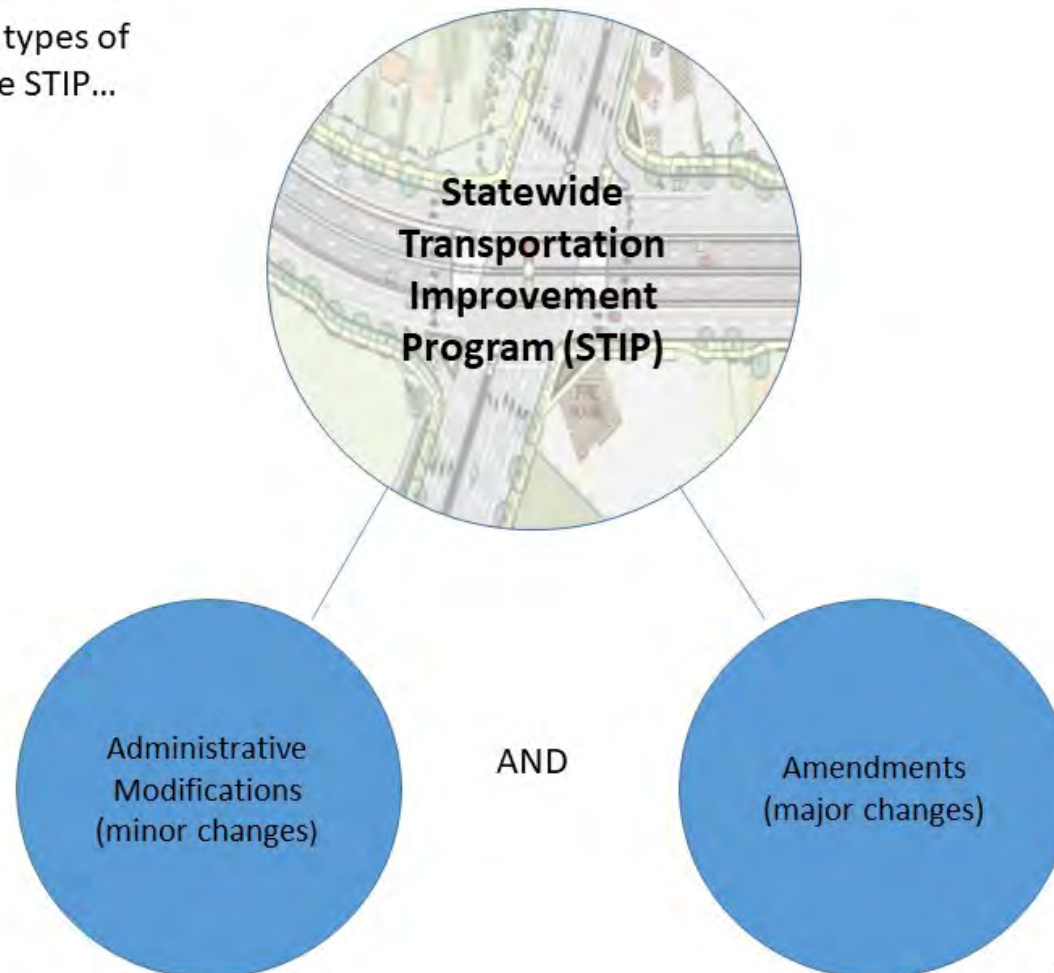 types of
e STIP...
Statewide
Transportation
Improvement
Program (STIP)
Administrative
Modifications
(minor changes)
AND
Amendments
(major changes)